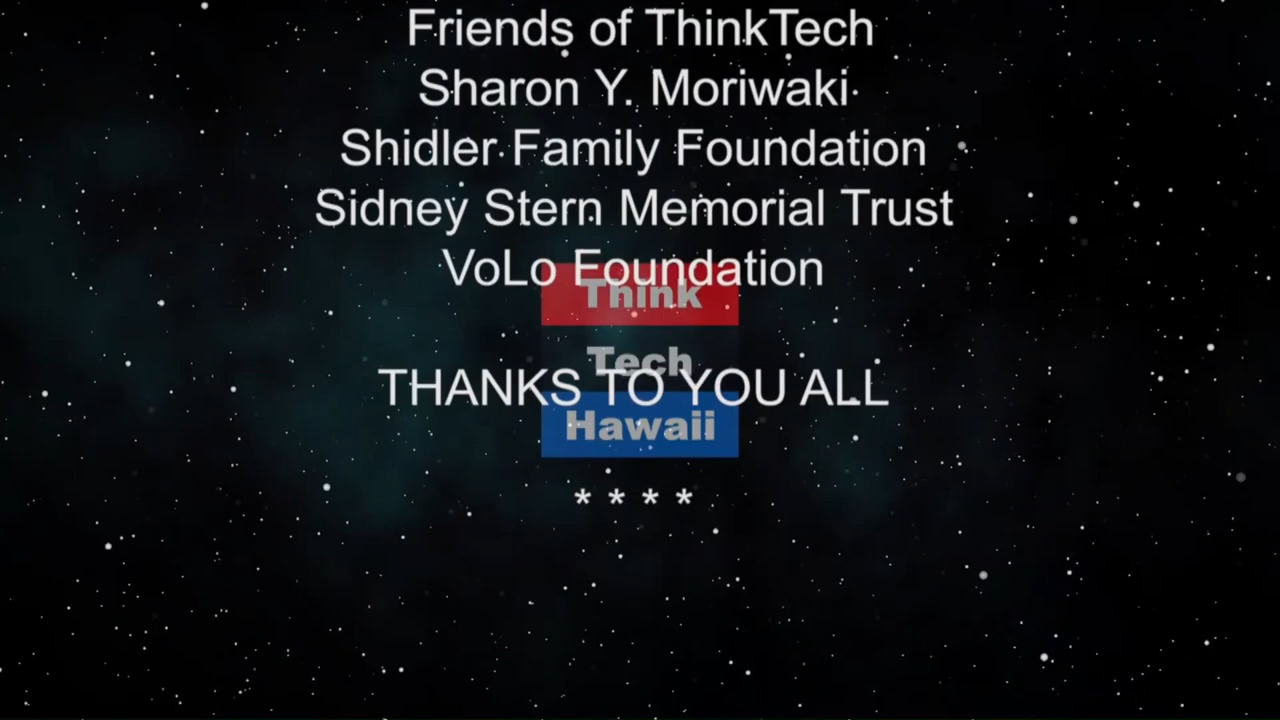 Friends of ThinkTech
Sharon Y. Moriwaki
Shidler Family Foundation
Sidney Stern Memorial Trust
VoLo Foundation
Think
Tech
THANKS TO YOU ALL
Hawaii
* * * *